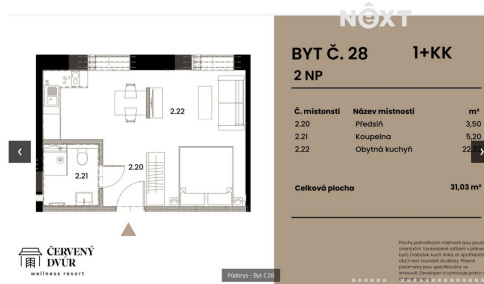 NEXT
REALITY
BYT Č. 28 1+KK
2 NP
Č. místonsti Název místnosti m²
2.20 Předsíň 3,50
2.21 Koupelna 5,20
2.22 Obytná kuchyň
Celková plocha 31,03 m²
2.22
2.20
2.21
ČERVENÝ
DVŮR
wellness resort
Půdorys - Byt č.28